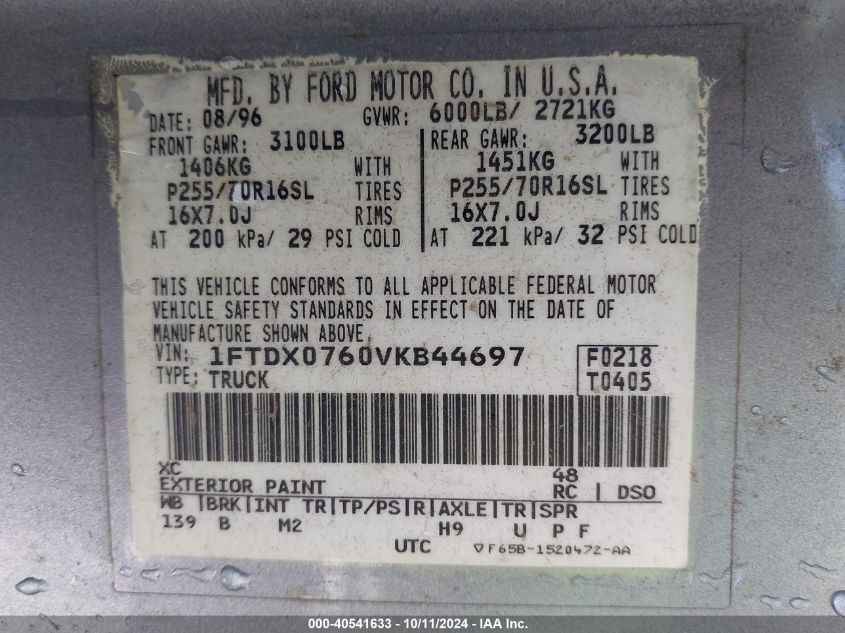 MFD. BY FORD MOTOR CO. IN U.S.A.
DATE: 08/96 GVWR: 6000LB/ 2721KG
FRONT GAWR: 3100LB REAR GAWR: 3200LB
1406KG WITH 1451KG WITH
P255/70R16SL TIRES P255/70R16SL TIRES
16X7.0J RIMS 16X7.0J RIMS
AT 200 kPa/ 29 PSI COLD AT 221 kPa/ 32 PSI COLD
THIS VEHICLE CONFORMS TO ALL APPLICABLE FEDERAL MOTOR
VEHICLE SAFETY STANDARDS IN EFFECT ON THE DATE OF
MANUFACTURE SHOWN ABOVE.
VIN: 1FTDX0760VKB44697 F0218
TYPE: TRUCK T0405
XC 48
EXTERIOR PAINT RC | DSO
WB |BRK|INT TR|TP/PS|R|AXLE|TR|SPR
139 B M2 H9 U P F
UTC ▽F65B-1520472-AA
000-40541633 - 10/11/2024 - IAA Inc.